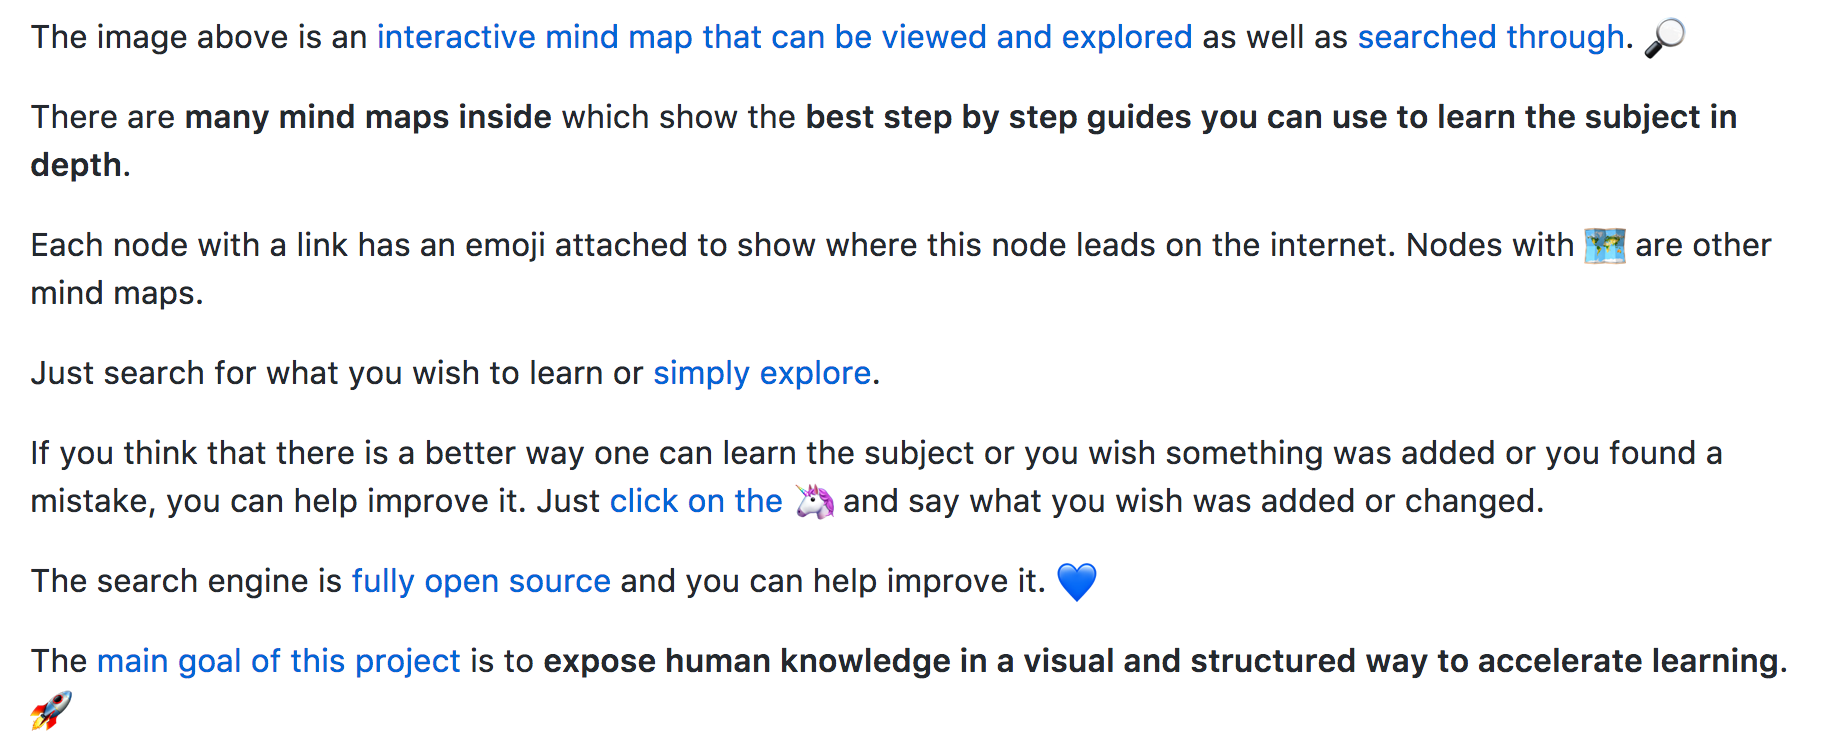 The image above is an interactive mind map that can be viewed and explored as well as searched through. 🔎
There are many mind maps inside which show the best step by step guides you can use to learn the subject in
depth.
Each node with a link has an emoji attached to show where this node leads on the internet. Nodes with 🗺 are other
mind maps.
Just search for what you wish to learn or simply explore.
If you think that there is a better way one can learn the subject or you wish something was added or you found a
mistake, you can help improve it. Just click on the 🦄 and say what you wish was added or changed.
The search engine is fully open source and you can help improve it. 💙
The main goal of this project is to expose human knowledge in a visual and structured way to accelerate learning.
🚀